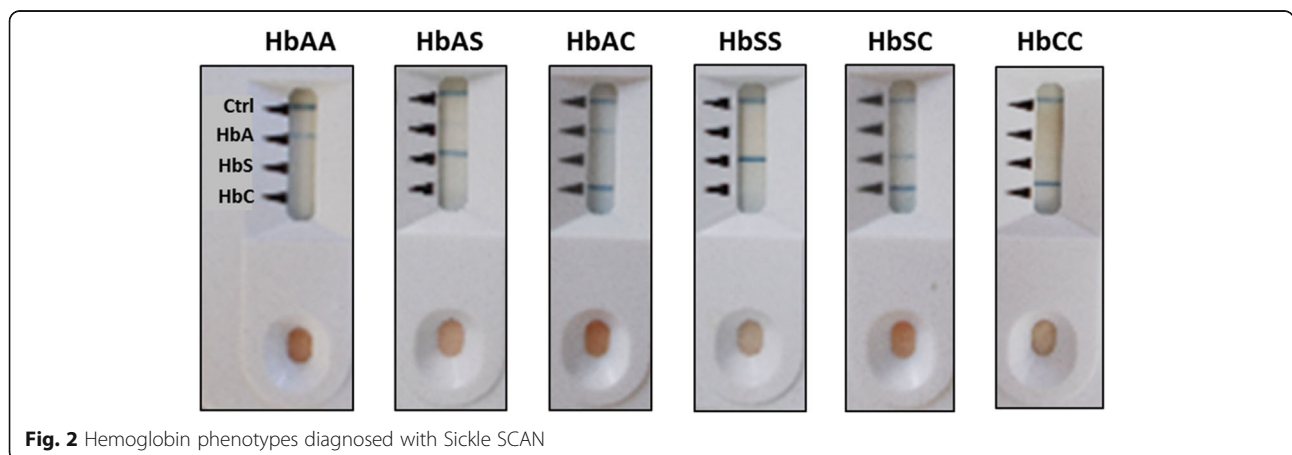 HbAA HbAS HbAC HbSS HbSC HbCC
Ctrl
HbA
HbS
HbC
Fig. 2 Hemoglobin phenotypes diagnosed with Sickle SCAN